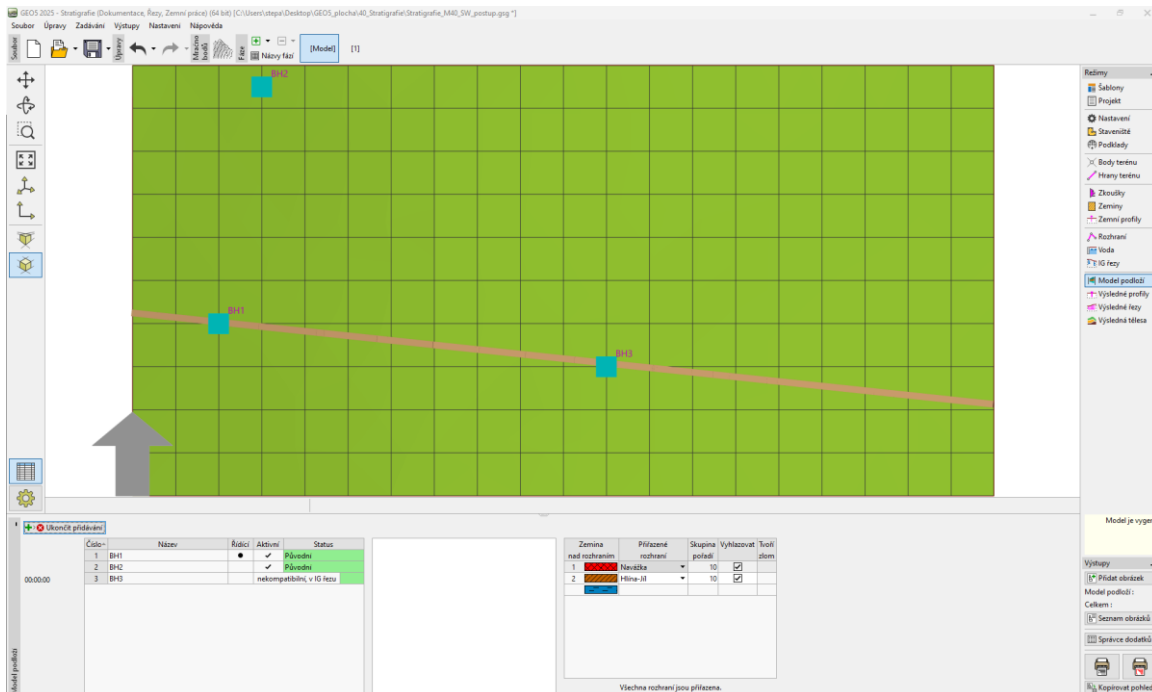 GEO5 2025 - Stratigrafie (Dokumentace, Řezy, Zemní práce) (64 bit) [C:\Users\stepa\Desktop\GEO5_plocha\40_Stratigrafie\Stratigrafie_M40_SW_postup.gsg *]
Soubor Úpravy Zadávání Výstupy Nastavení Nápověda
Soubor
Úpravy
Mrazno bodů
Fáze
Názvy fází
[Model]
[1]
BH2
BH1
BH3
Režimy
Šablony
Projekt
Nastavení
Staveniště
Podklady
Body terénu
Hrany terénu
Zkoušky
Zeminy
Zemní profily
Rozhraní
Voda
IG řezy
Model podloží
Výsledné profily
Výsledné řezy
Výsledná tělesa
Ukončit přidávání
Číslo Název Řídící Aktivní Status
1 BH1 Původní
2 BH2 Původní
3 BH3 nekompatibilní, v IG řezu
00:00:00
Zemina Přiřazené Skupina Vyhlazovat Tvoří
nad rozhraním rozhraní pořadí zlom
1 Navážka 10
2 Hlína-Jíl 10
Všechna rozhraní jsou přiřazena.
Model podloží
Model je vyger
Výstupy
Přidat obrázek
Model podloží :
Celkem :
Seznam obrázků
Správce dodatků
Kopírovat pohled